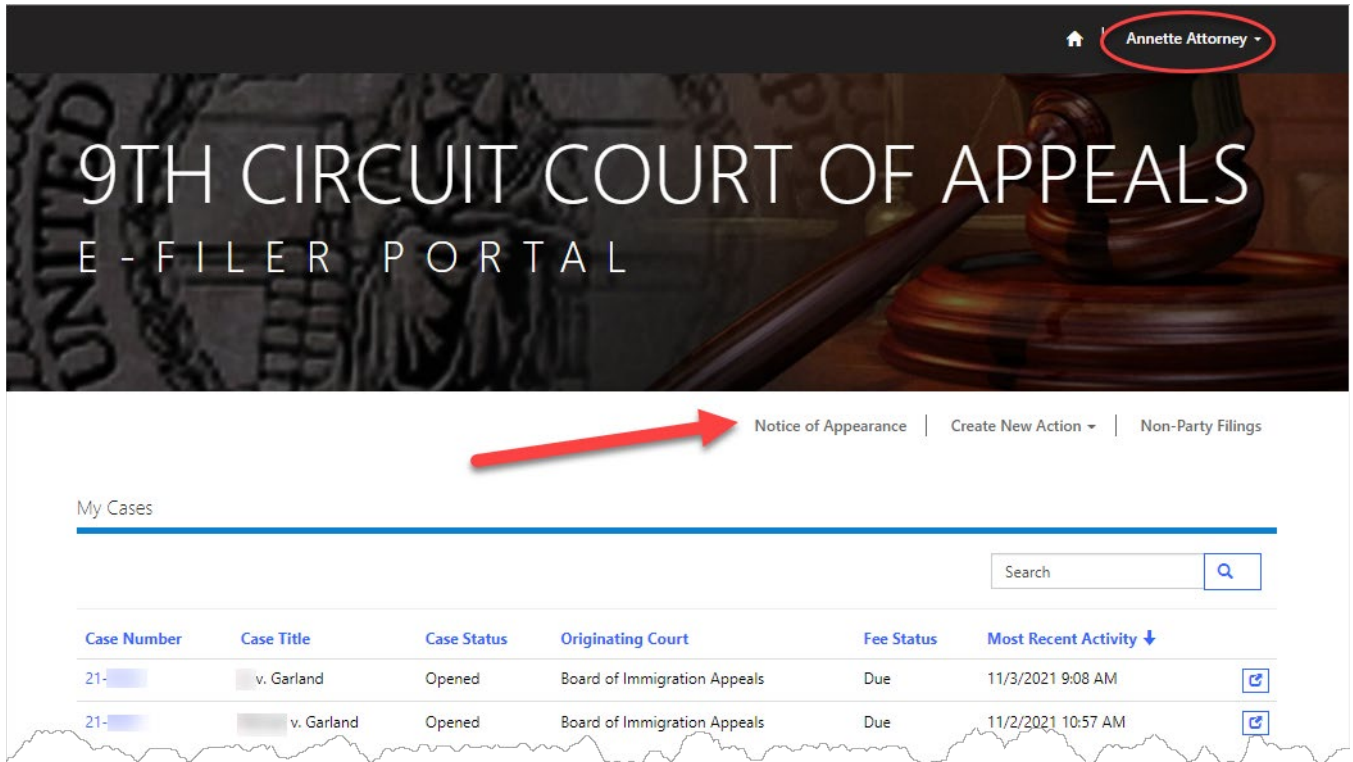 Annette Attorney
UNITED
9TH CIRCUIT COURT OF APPEALS
E-FILER PORTAL
Notice of Appearance | Create New Action | Non-Party Filings
My Cases
Search
Case Number Case Title Case Status Originating Court Fee Status Most Recent Activity
21- v. Garland Opened Board of Immigration Appeals Due 11/3/2021 9:08 AM
21- v. Garland Opened Board of Immigration Appeals Due 11/2/2021 10:57 AM